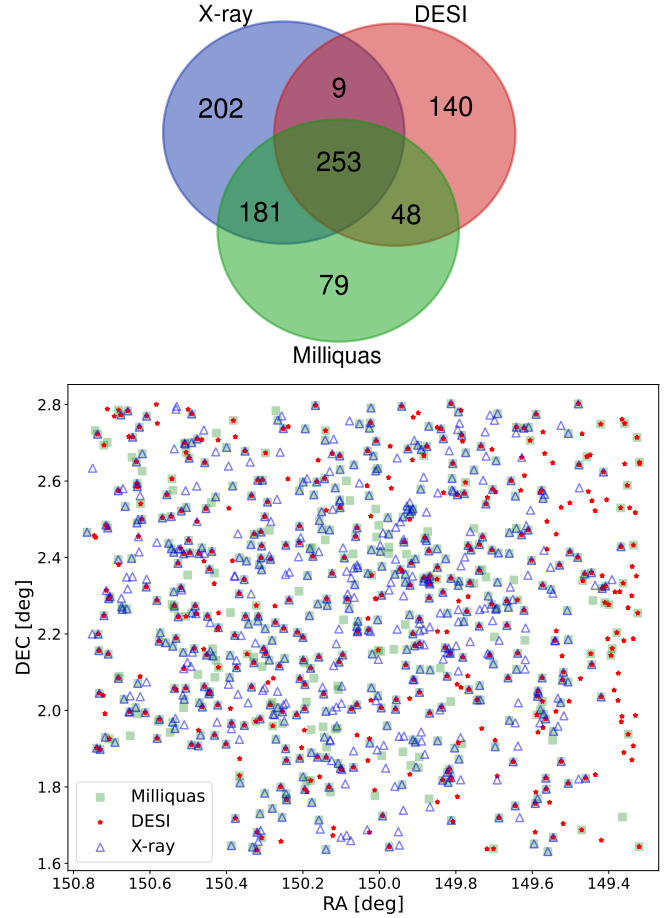 X-ray DESI
202 9 140
253
181 48
79
Milliquas
2.8
2.6
2.4
2.2
2.0
1.8
1.6
DEC [deg]
Milliquas
DESI
X-ray
150.8 150.6 150.4 150.2 150.0 149.8 149.6 149.4
RA [deg]